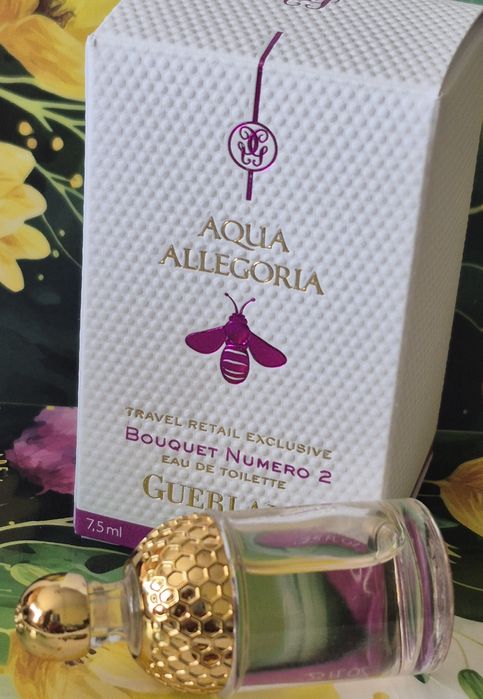 AQUA
ALLEGORIA
TRAVEL RETAIL EXCLUSIVE
BOUQUET NUMERO 2
EAU DE TOILETTE
7,5 ml